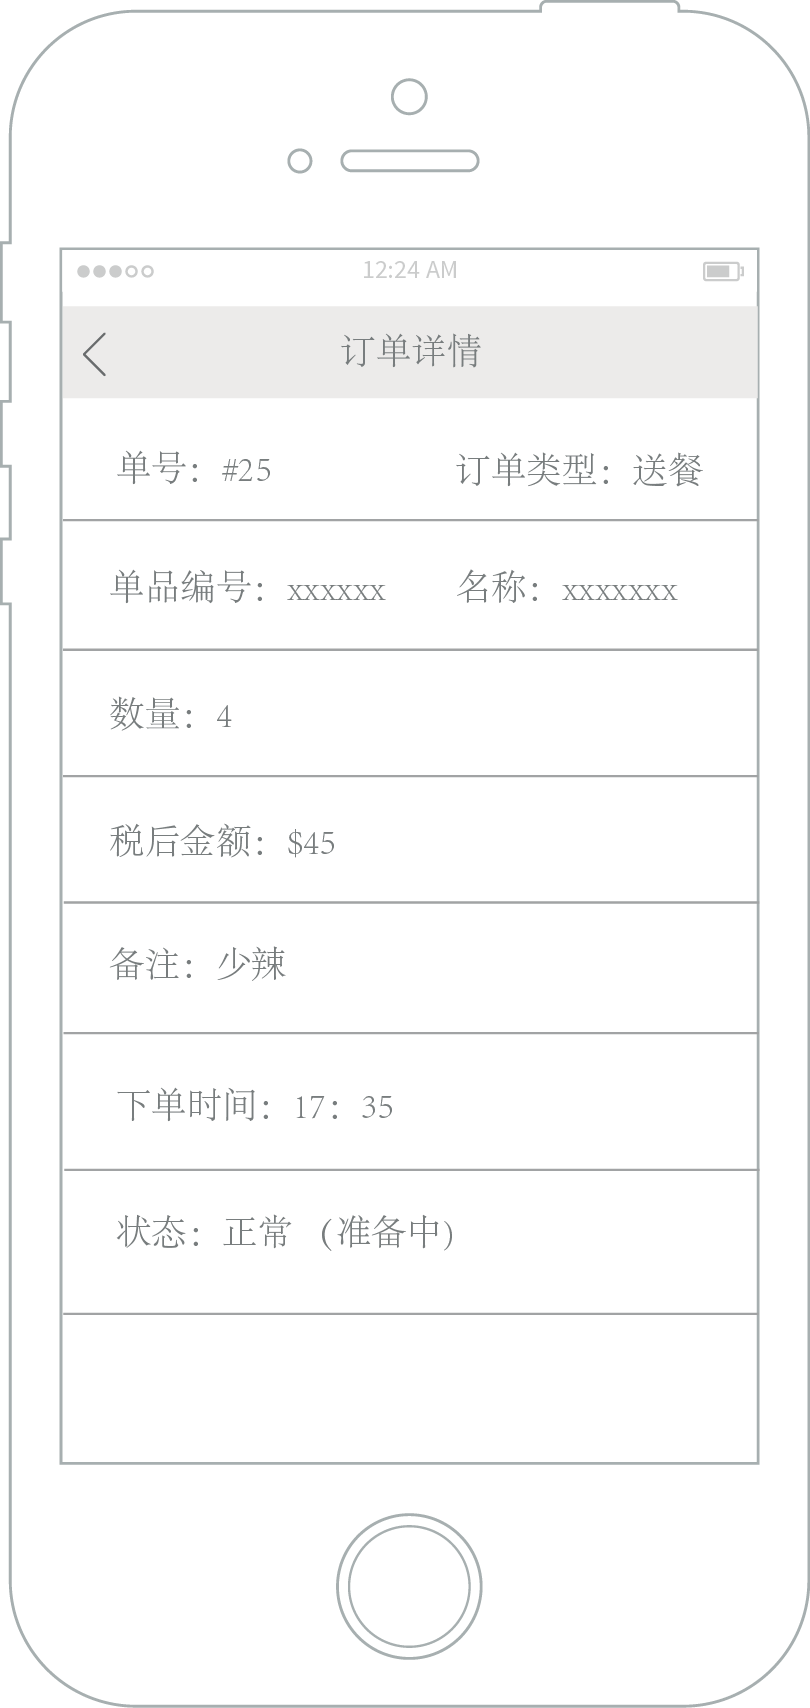 12:24 AM
订单详情
单号：#25 订单类型：送餐
单品编号：xxxxxx 名称：xxxxxxx
数量：4
税后金额：$45
备注：少辣
下单时间：17：35
状态：正常 （准备中）